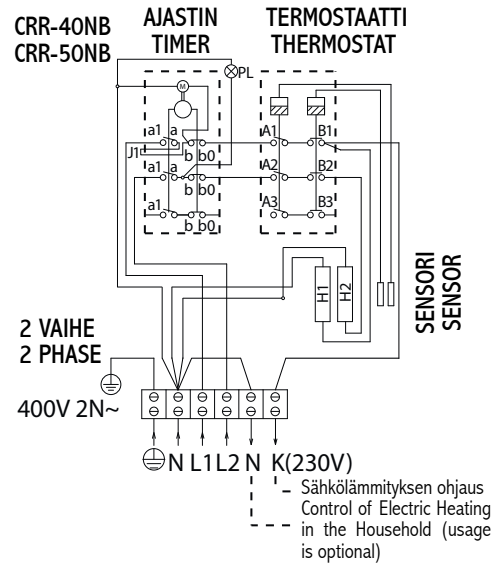 CRR-40NB
CRR-50NB
AJASTIN
TIMER
TERMOSTAATTI
THERMOSTAT
PL
M
a1 a
J1
b b0
A1
B1
a1 a
b b0
A2
B2
a1
b b0
A3
B3
H1
H2
SENSORI
SENSOR
2 VAIHE
2 PHASE
400V 2N~
N L1 L2 N K(230V)
Sähkölämmityksen ohjaus
Control of Electric Heating
in the Household (usage
is optional)